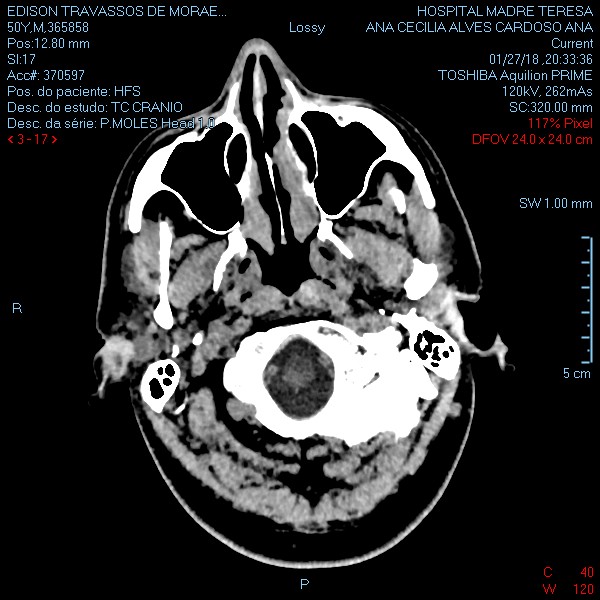 EDISON TRAVASSOS DE MORAE...
50Y,M,365858
Pos:12.80 mm
SI:17
Acc#: 370597
Pos. do paciente: HFS
Desc. do estudo: TC CRANIO
Desc. da série: P.MOLES Head 1.0
< 3 - 17 >
Lossy
HOSPITAL MADRE TERESA
ANA CECILIA ALVES CARDOSO ANA
Current
01/27/18 ,20:33:36
TOSHIBA Aquilion PRIME
120kV, 262mAs
SC:320.00 mm
117% Pixel
DFOV 24.0 x 24.0 cm
SW 1.00 mm
R
5 cm
P
C 40
W 120